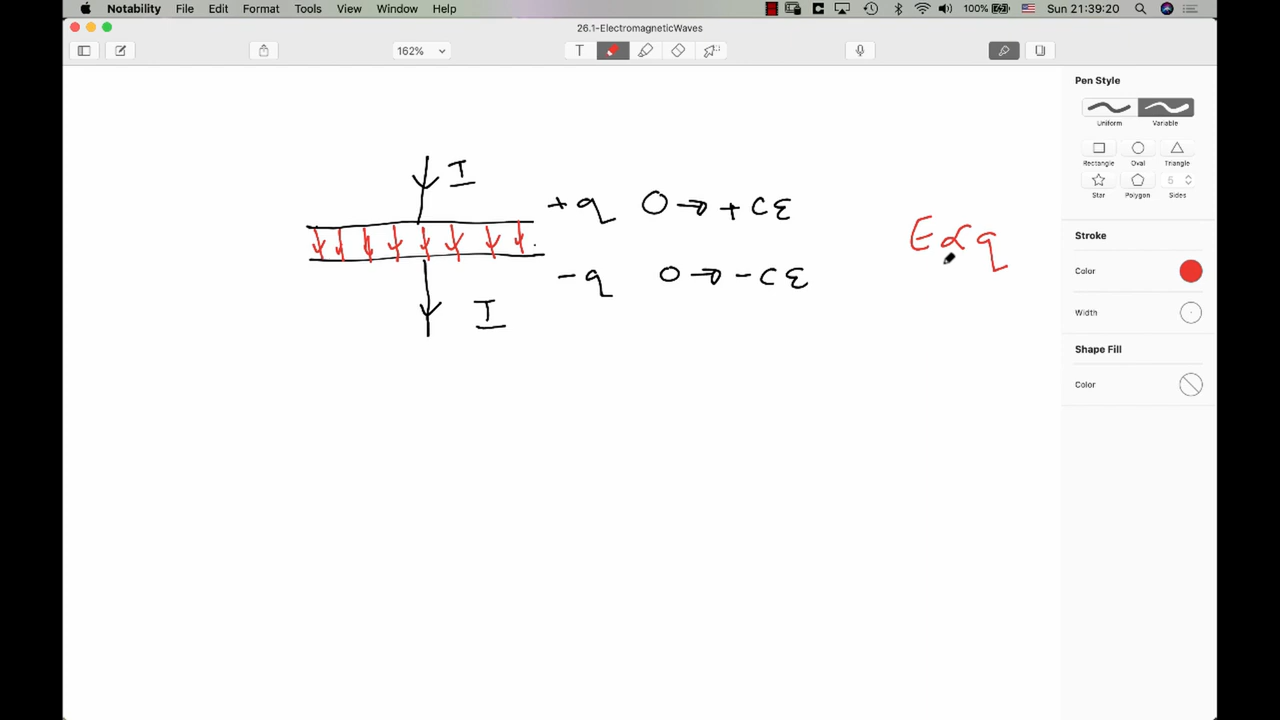 Notability File Edit Format Tools View Window Help 100% Sun 21:39:20
26.1-ElectromagneticWaves
162% T
Pen Style
Uniform Variable
Rectangle Oval Triangle
5
Star Polygon Sides
Stroke
Color
Width
Shape Fill
Color
I
+q 0 → + Cε
E ∝ q
-q 0 → - Cε
I